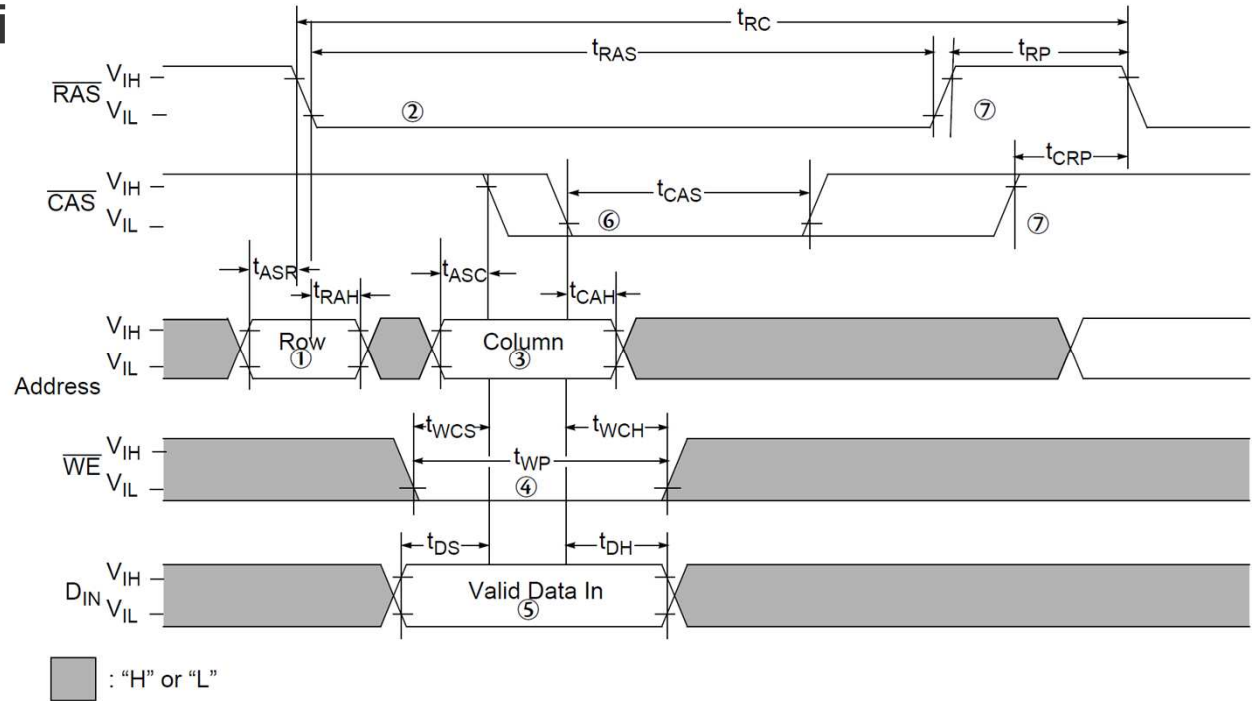 i
tRC
tRAS
tRP
RAS
VIH
VIL
②
⑦
tCRP
CAS
VIH
VIL
tCAS
⑥
⑦
tASR
tRAH
tASC
tCAH
Address
VIH
VIL
Row
①
Column
③
tWCS
tWCH
WE
VIH
VIL
tWP
④
tDS
tDH
DIN
VIH
VIL
Valid Data In
⑤
: “H” or “L”